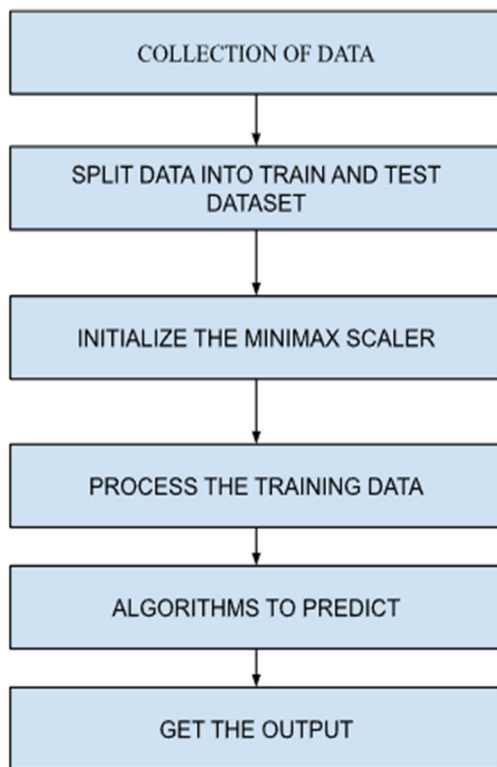 COLLECTION OF DATA
SPLIT DATA INTO TRAIN AND TEST
DATASET
INITIALIZE THE MINIMAX SCALER
PROCESS THE TRAINING DATA
ALGORITHMS TO PREDICT
GET THE OUTPUT